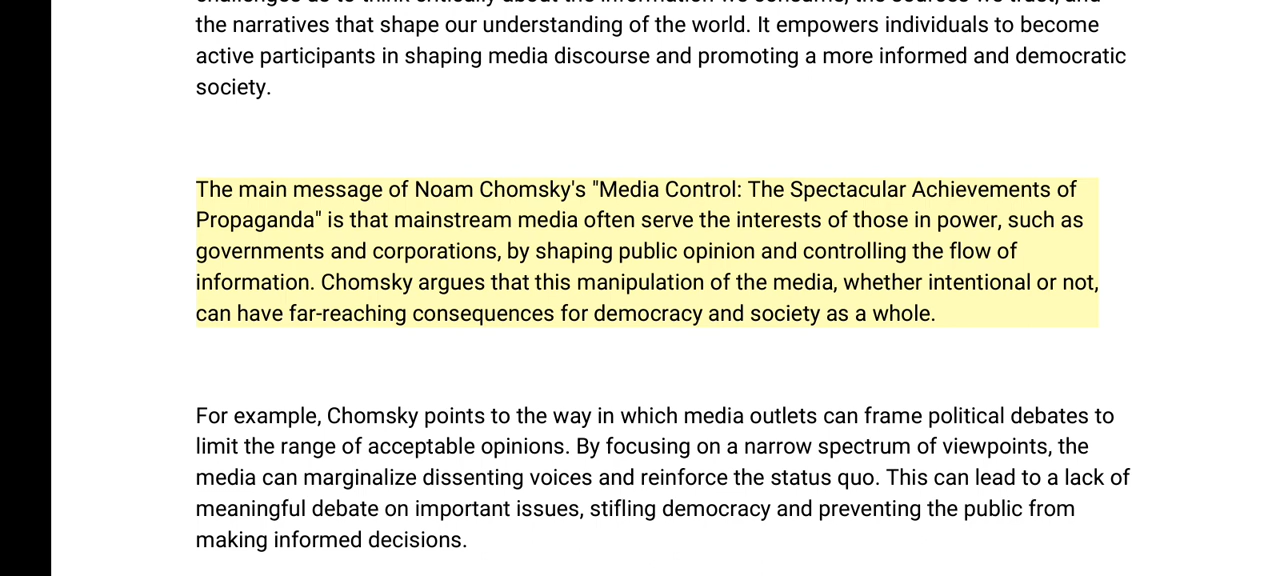 the narratives that shape our understanding of the world. It empowers individuals to become
active participants in shaping media discourse and promoting a more informed and democratic
society.
The main message of Noam Chomsky's "Media Control: The Spectacular Achievements of
Propaganda" is that mainstream media often serve the interests of those in power, such as
governments and corporations, by shaping public opinion and controlling the flow of
information. Chomsky argues that this manipulation of the media, whether intentional or not,
can have far-reaching consequences for democracy and society as a whole.
For example, Chomsky points to the way in which media outlets can frame political debates to
limit the range of acceptable opinions. By focusing on a narrow spectrum of viewpoints, the
media can marginalize dissenting voices and reinforce the status quo. This can lead to a lack of
meaningful debate on important issues, stifling democracy and preventing the public from
making informed decisions.